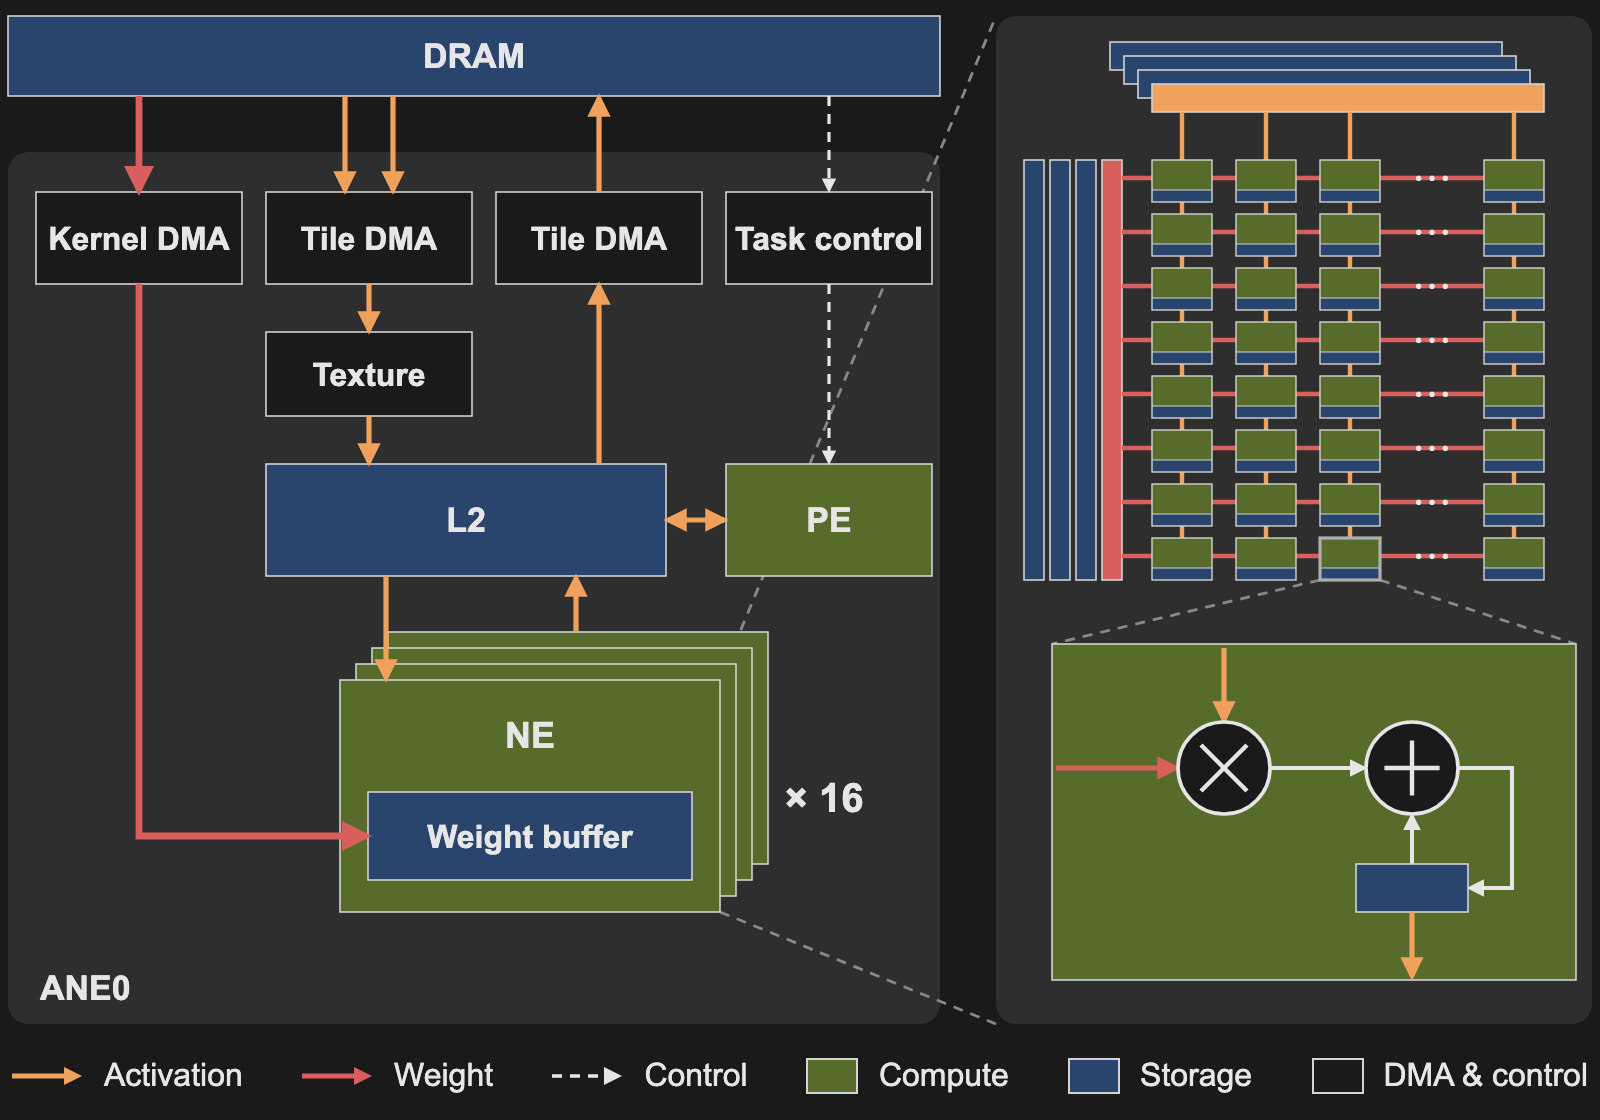 DRAM
Kernel DMA
Tile DMA
Tile DMA
Task control
Texture
L2
PE
NE
Weight buffer
× 16
ANE0
Activation
Weight
Control
Compute
Storage
DMA & control